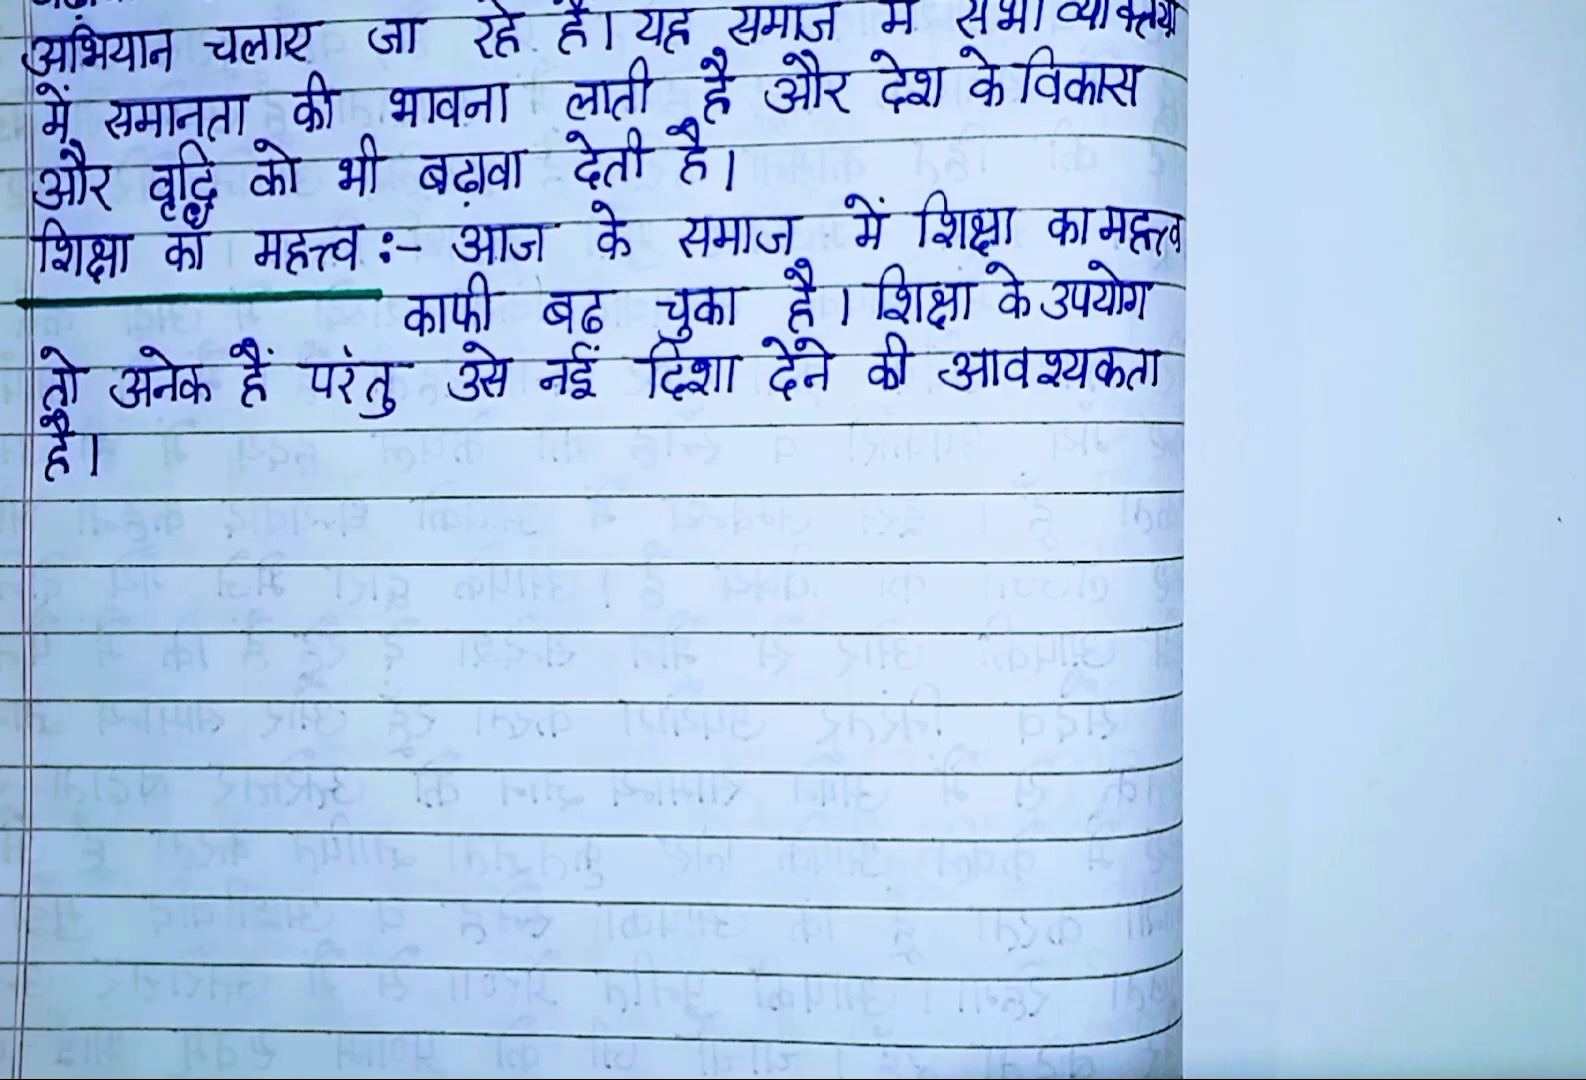 अभियान चलाए जा रहे हैं। यह समाज में सभी व्यक्तियों
में समानता की भावना लाती है और देश के विकास
और वृद्धि को भी बढ़ावा देती है।
शिक्षा का महत्त्व :- आज के समाज में शिक्षा का महत्त्व
काफी बढ चुका है। शिक्षा के उपयोग
तो अनेक हैं परंतु उसे नई दिशा देने की आवश्यकता
है।